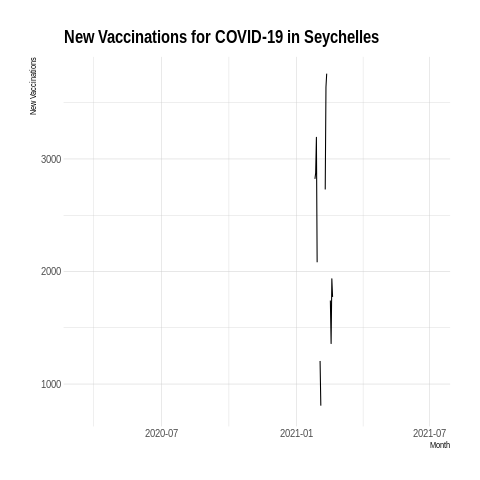 New Vaccinations for COVID-19 in Seychelles
New Vaccinations
3000
2000
1000
2020-07
2021-01
2021-07
Month